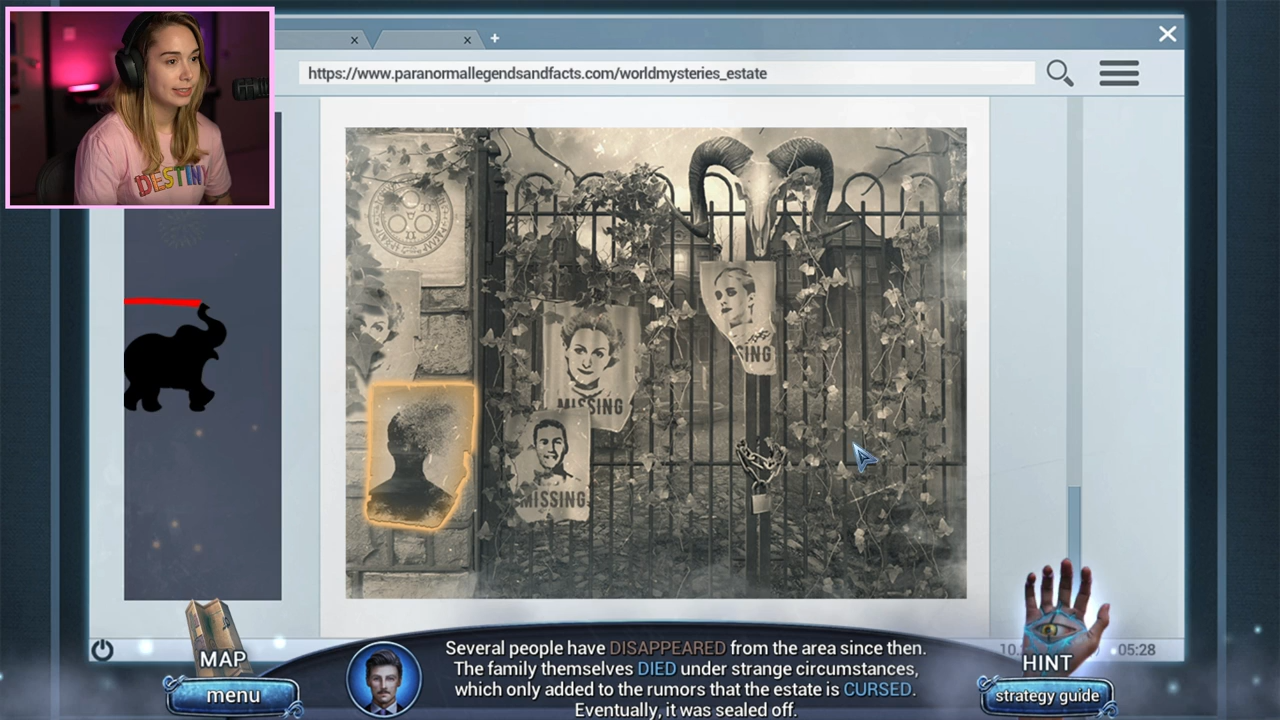 https://www.paranormallegendsandfacts.com/worldmysteries_estate
DESTINY
SING
MISSING
MISSING
Several people have DISAPPEARED from the area since then.
The family themselves DIED under strange circumstances,
which only added to the rumors that the estate is CURSED.
Eventually, it was sealed off.
MAP
menu
HINT
strategy guide
05:28